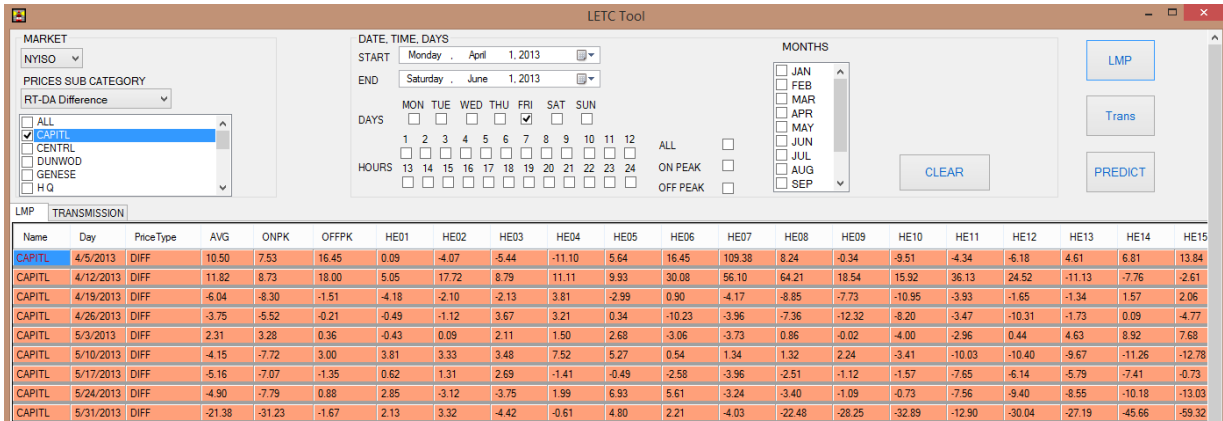 LETC Tool
MARKET
NYISO
PRICES SUB CATEGORY
RT-DA Difference
ALL
CAPITL
CENTRL
DUNWOD
GENESE
H Q
DATE, TIME, DAYS
START Monday , April 1, 2013
END Saturday , June 1, 2013
MON TUE WED THU FRI SAT SUN
DAYS
1 2 3 4 5 6 7 8 9 10 11 12
HOURS 13 14 15 16 17 18 19 20 21 22 23 24
ALL
ON PEAK
OFF PEAK
MONTHS
JAN
FEB
MAR
APR
MAY
JUN
JUL
AUG
SEP
CLEAR
LMP
Trans
PREDICT
LMP TRANSMISSION
Name Day PriceType AVG ONPK OFFPK HE01 HE02 HE03 HE04 HE05 HE06 HE07 HE08 HE09 HE10 HE11 HE12 HE13 HE14 HE15
CAPITL 4/5/2013 DIFF 10.50 7.53 16.45 0.09 -4.07 -5.44 -11.10 5.64 16.45 109.38 8.24 -0.34 -9.51 -4.34 -6.18 4.61 6.81 13.84
CAPITL 4/12/2013 DIFF 11.82 8.73 18.00 5.05 17.72 8.79 11.11 9.93 30.08 56.10 64.21 18.54 15.92 36.13 24.52 -11.13 -7.76 -2.61
CAPITL 4/19/2013 DIFF -6.04 -8.30 -1.51 -4.18 -2.10 -2.13 3.81 -2.99 0.90 -4.17 -8.85 -7.73 -10.95 -3.93 -1.65 -1.34 1.57 2.06
CAPITL 4/26/2013 DIFF -3.75 -5.52 -0.21 -0.49 -1.12 3.67 3.21 0.34 -10.23 -3.96 -7.36 -12.32 -8.20 -3.47 -10.31 -1.73 0.09 -4.77
CAPITL 5/3/2013 DIFF 2.31 3.28 0.36 -0.43 0.09 2.11 1.50 2.68 -3.06 -3.73 0.86 -0.02 -4.00 -2.96 0.44 4.63 8.92 7.68
CAPITL 5/10/2013 DIFF -4.15 -7.72 3.00 3.81 3.33 3.48 7.52 5.27 0.54 1.34 1.32 2.24 -3.41 -10.03 -10.40 -9.67 -11.26 -12.78
CAPITL 5/17/2013 DIFF -5.16 -7.07 -1.35 0.62 1.31 2.69 -1.41 -0.49 -2.58 -3.96 -2.51 -1.12 -1.57 -7.65 -6.14 -5.79 -7.41 -0.73
CAPITL 5/24/2013 DIFF -4.90 -7.79 0.88 2.85 -3.12 -3.75 1.99 6.93 5.61 -3.24 -3.40 -1.09 -0.73 -7.56 -9.40 -8.55 -10.18 -13.03
CAPITL 5/31/2013 DIFF -21.38 -31.23 -1.67 2.13 3.32 -4.42 -0.61 4.80 2.21 -4.03 -22.48 -28.25 -32.89 -12.90 -30.04 -27.19 -45.66 -59.32